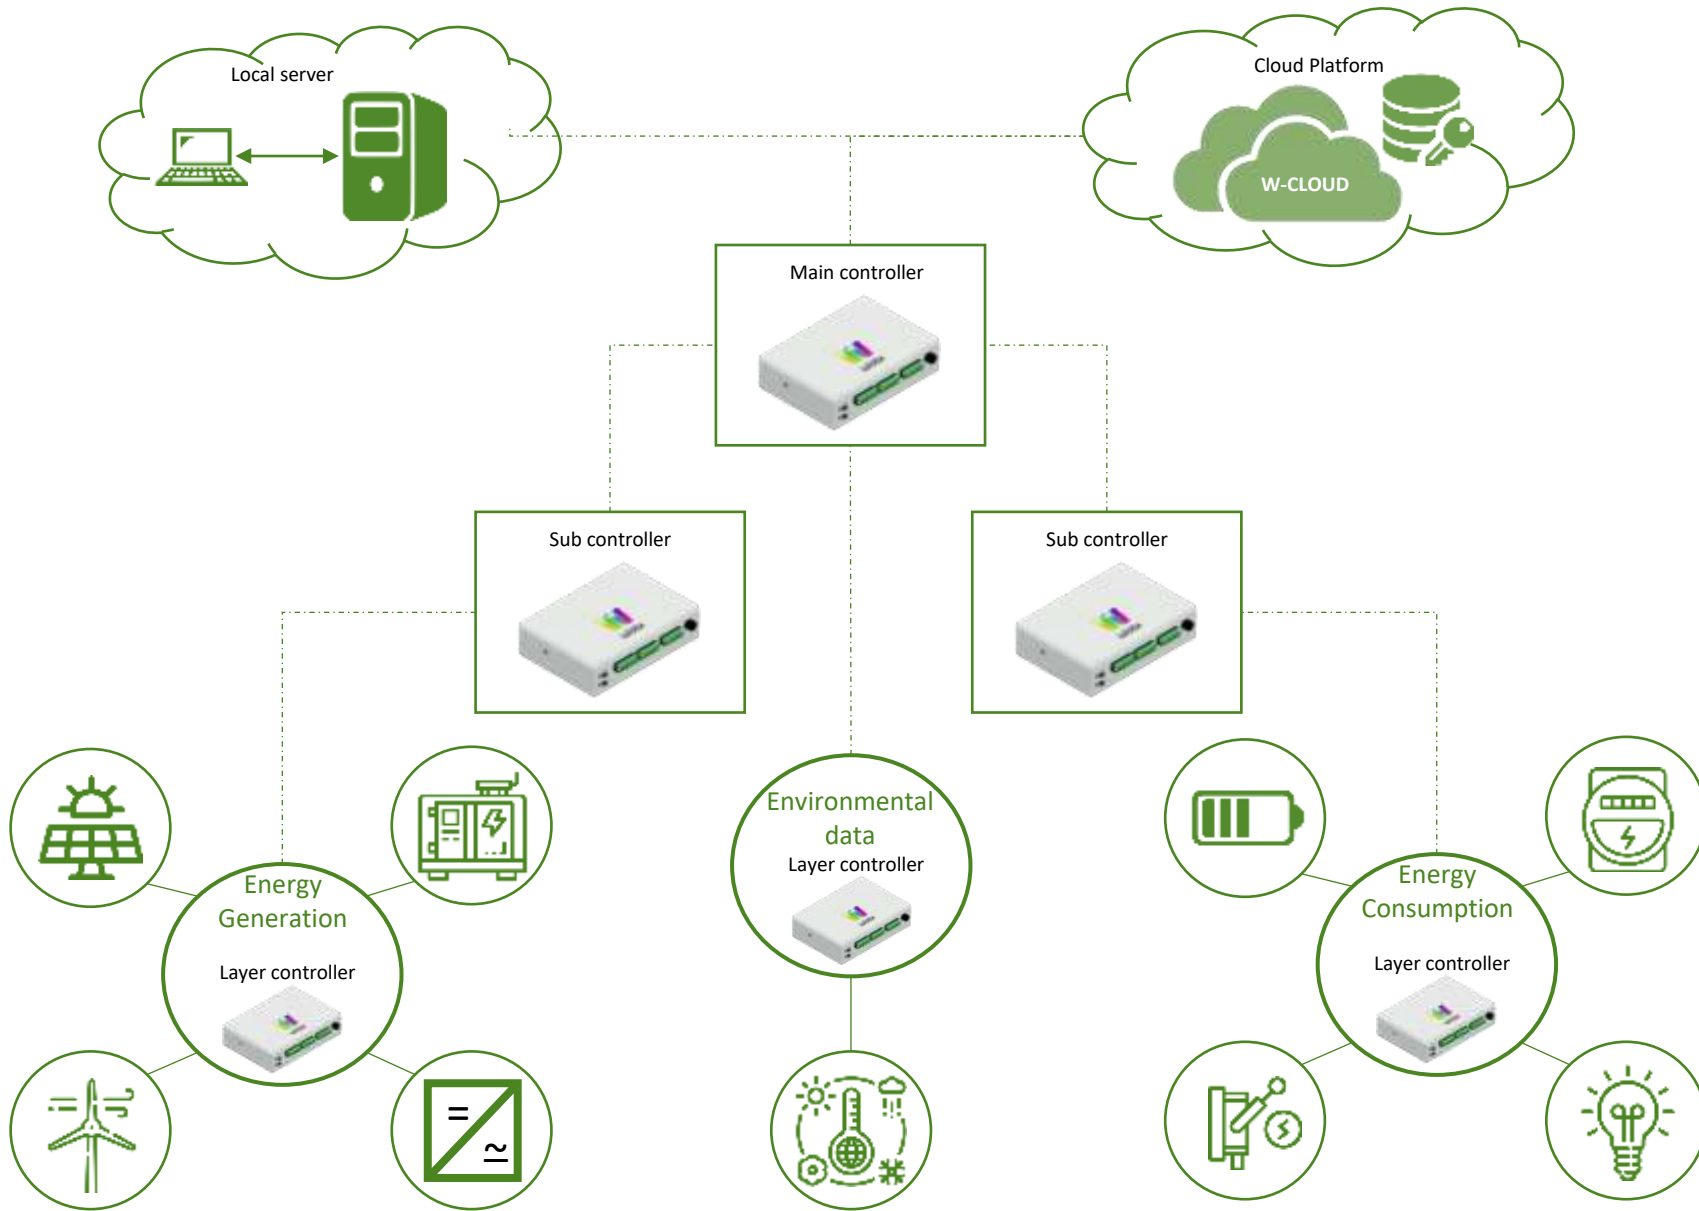 Local server
Cloud Platform
W-CLOUD
Main controller
Sub controller
Sub controller
Environmental
data
Layer controller
Energy
Generation
Layer controller
Energy
Consumption
Layer controller